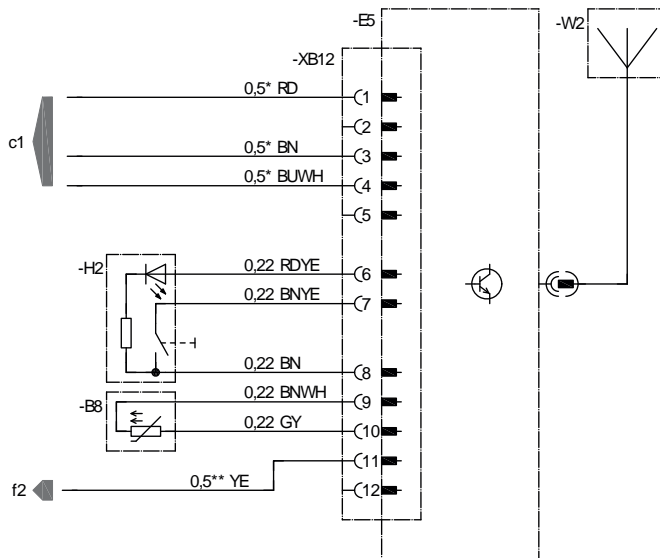 -E5
-W2
-XB12
0,5* RD
1
2
c1
0,5* BN
3
0,5* BUWH
4
5
-H2
0,22 RDYE
6
0,22 BNYE
7
0,22 BN
8
-B8
0,22 BNWH
9
0,22 GY
10
11
f2
0,5** YE
12